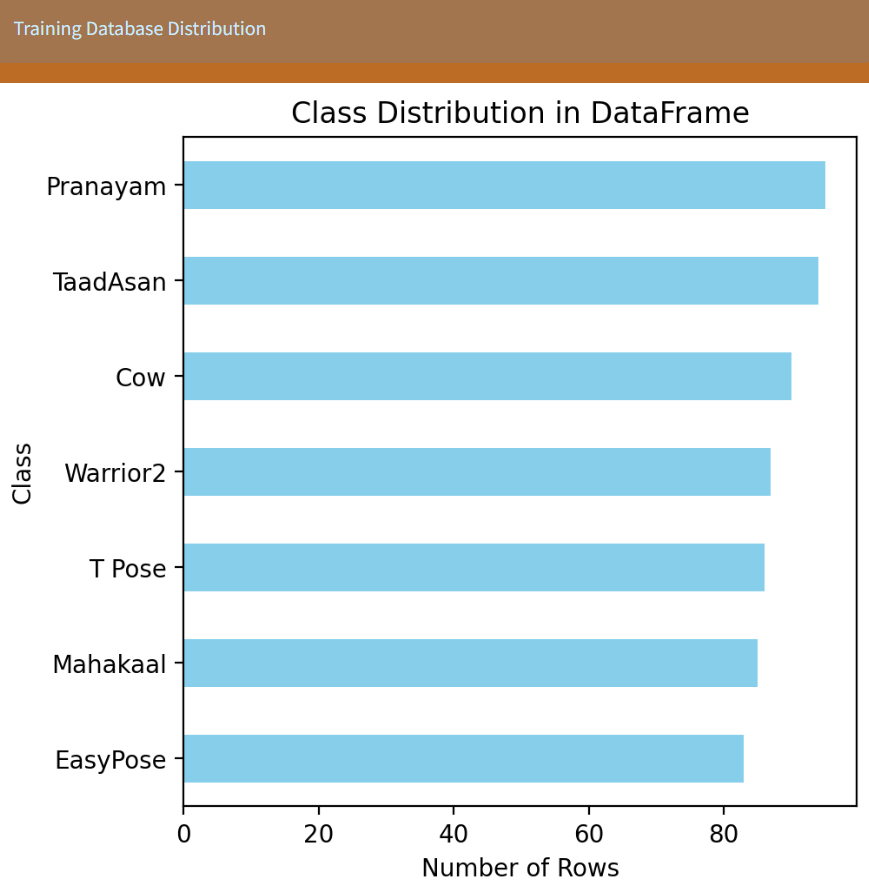 Training Database Distribution
Class Distribution in DataFrame
Pranayam
TaadAsan
Cow
Warrior2
T Pose
Mahakaal
EasyPose
Class
0 20 40 60 80
Number of Rows